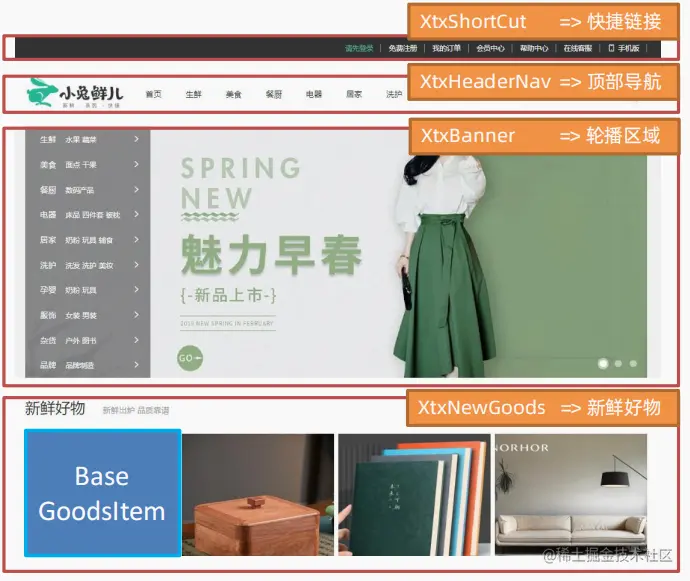 XtxShortCut => 快捷链接
请先登录 免费注册 我的订单 会员中心 帮助中心 在线客服 手机版
XtxHeaderNav => 顶部导航
小兔鲜儿
新鲜 · 惠民 · 快捷
首页 生鲜 美食 餐厨 电器 居家 洗护
XtxBanner => 轮播区域
生鲜 水果 蔬菜
美食 面点 干果
餐厨 数码产品
电器 床品 四件套 被枕
居家 奶粉 玩具 辅食
洗护 洗发 洗护 美妆
孕婴 奶粉 玩具
服饰 女装 男装
杂货 户外 图书
品牌 品牌制造
SPRING
NEW
魅力早春
{-新品上市-}
2019 NEW SPRING IN FEBRUARY
GO
XtxNewGoods => 新鲜好物
新鲜好物 新鲜出炉 品质靠谱
Base
GoodsItem
NORHOR
@稀土掘金技术社区